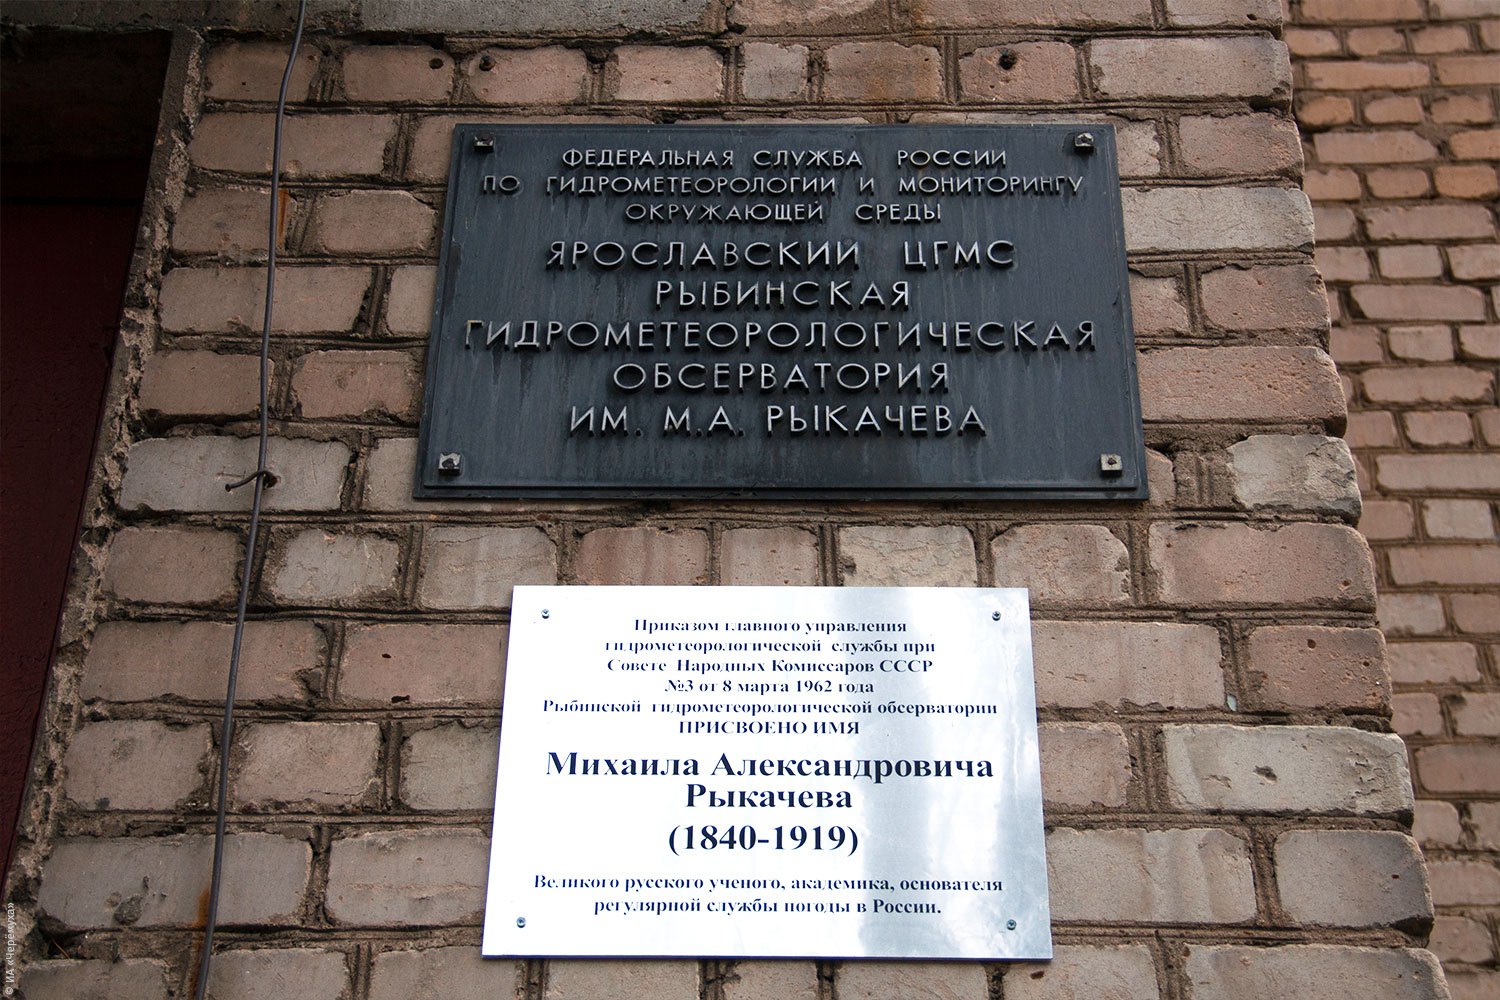 ФЕДЕРАЛЬНАЯ СЛУЖБА РОССИИ
ПО ГИДРОМЕТЕОРОЛОГИИ И МОНИТОРИНГУ
ОКРУЖАЮЩЕЙ СРЕДЫ
ЯРОСЛАВСКИЙ ЦГМС
РЫБИНСКАЯ
ГИДРОМЕТЕОРОЛОГИЧЕСКАЯ
ОБСЕРВАТОРИЯ
ИМ. М.А. РЫКАЧЕВА
Приказом главного управления
гидрометеорологической службы при
Совете Народных Комиссаров СССР
№3 от 8 марта 1962 года
Рыбинской гидрометеорологической обсерватории
ПРИСВОЕНО ИМЯ
Михаила Александровича
Рыкачева
(1840-1919)
Великого русского ученого, академика, основателя
регулярной службы погоды в России.
© ИА «Черёмуха»